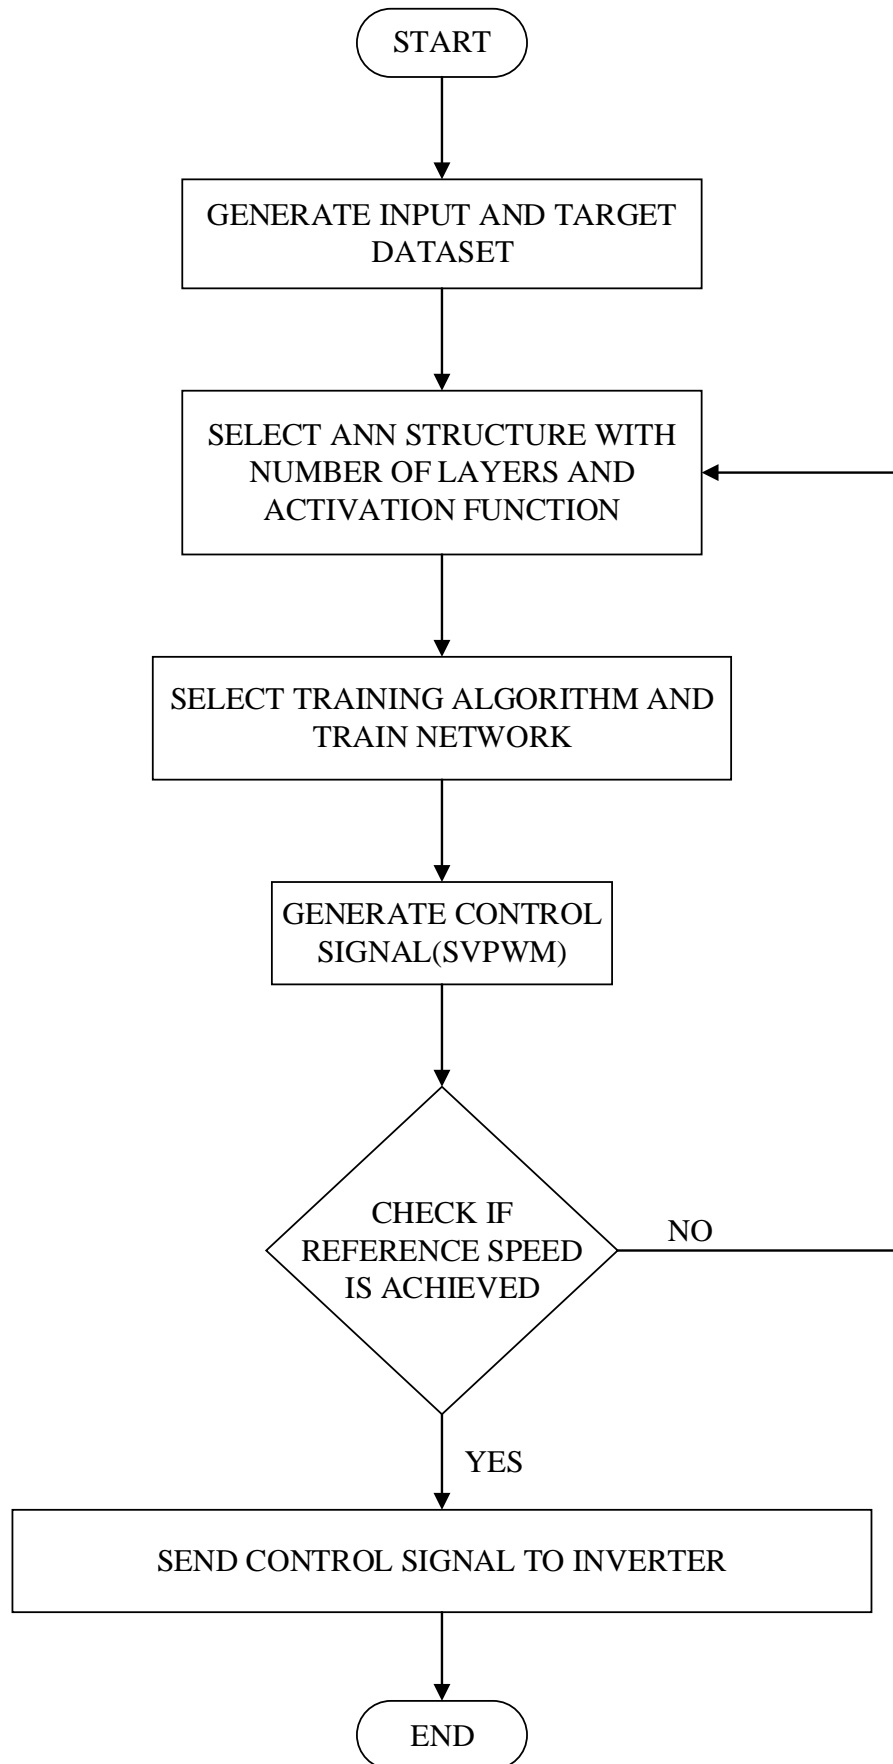 START
GENERATE INPUT AND TARGET
DATASET
SELECT ANN STRUCTURE WITH
NUMBER OF LAYERS AND
ACTIVATION FUNCTION
SELECT TRAINING ALGORITHM AND
TRAIN NETWORK
GENERATE CONTROL
SIGNAL(SVPWM)
CHECK IF
REFERENCE SPEED
IS ACHIEVED
NO
YES
SEND CONTROL SIGNAL TO INVERTER
END